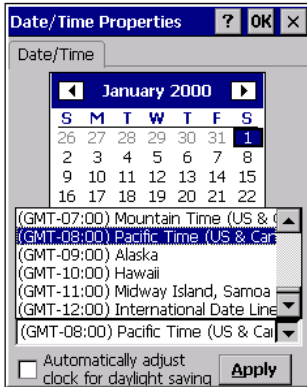 Date/Time Properties ? OK ×
Date/Time
January 2000
S M T W T F S
26 27 28 29 30 31 1
2 3 4 5 6 7 8
9 10 11 12 13 14 15
16 17 18 19 20 21 22
(GMT-07:00) Mountain Time (US &
(GMT-08:00) Pacific Time (US & Can
(GMT-09:00) Alaska
(GMT-10:00) Hawaii
(GMT-11:00) Midway Island, Samoa
(GMT-12:00) International Date Line
(GMT-08:00) Pacific Time (US & Ca
Automatically adjust
clock for daylight saving
Apply